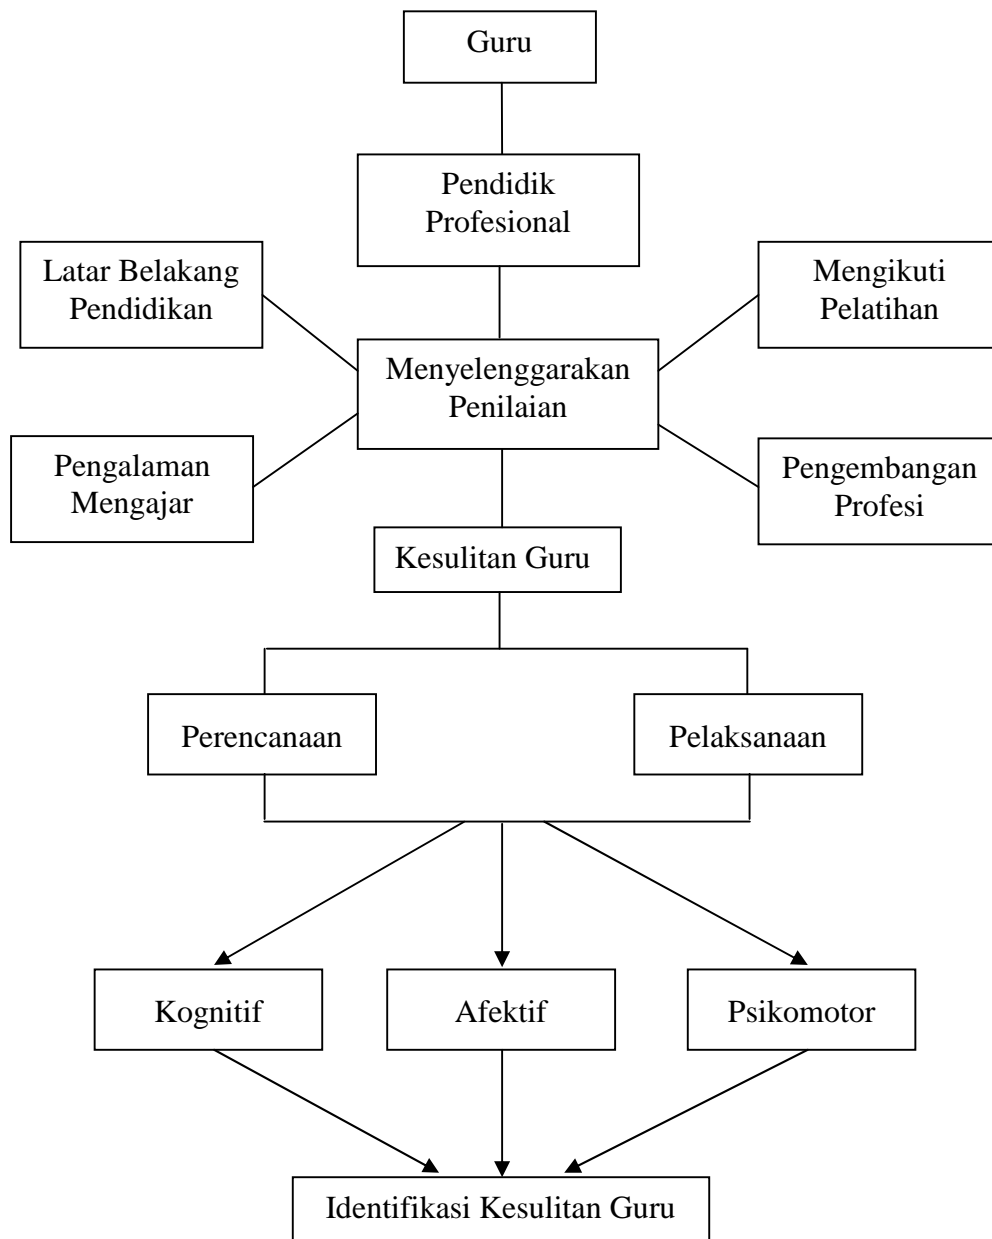 Guru
Pendidik
Profesional
Latar Belakang
Pendidikan
Mengikuti
Pelatihan
Menyelenggarakan
Penilaian
Pengalaman
Mengajar
Pengembangan
Profesi
Kesulitan Guru
Perencanaan
Pelaksanaan
Kognitif
Afektif
Psikomotor
Identifikasi Kesulitan Guru